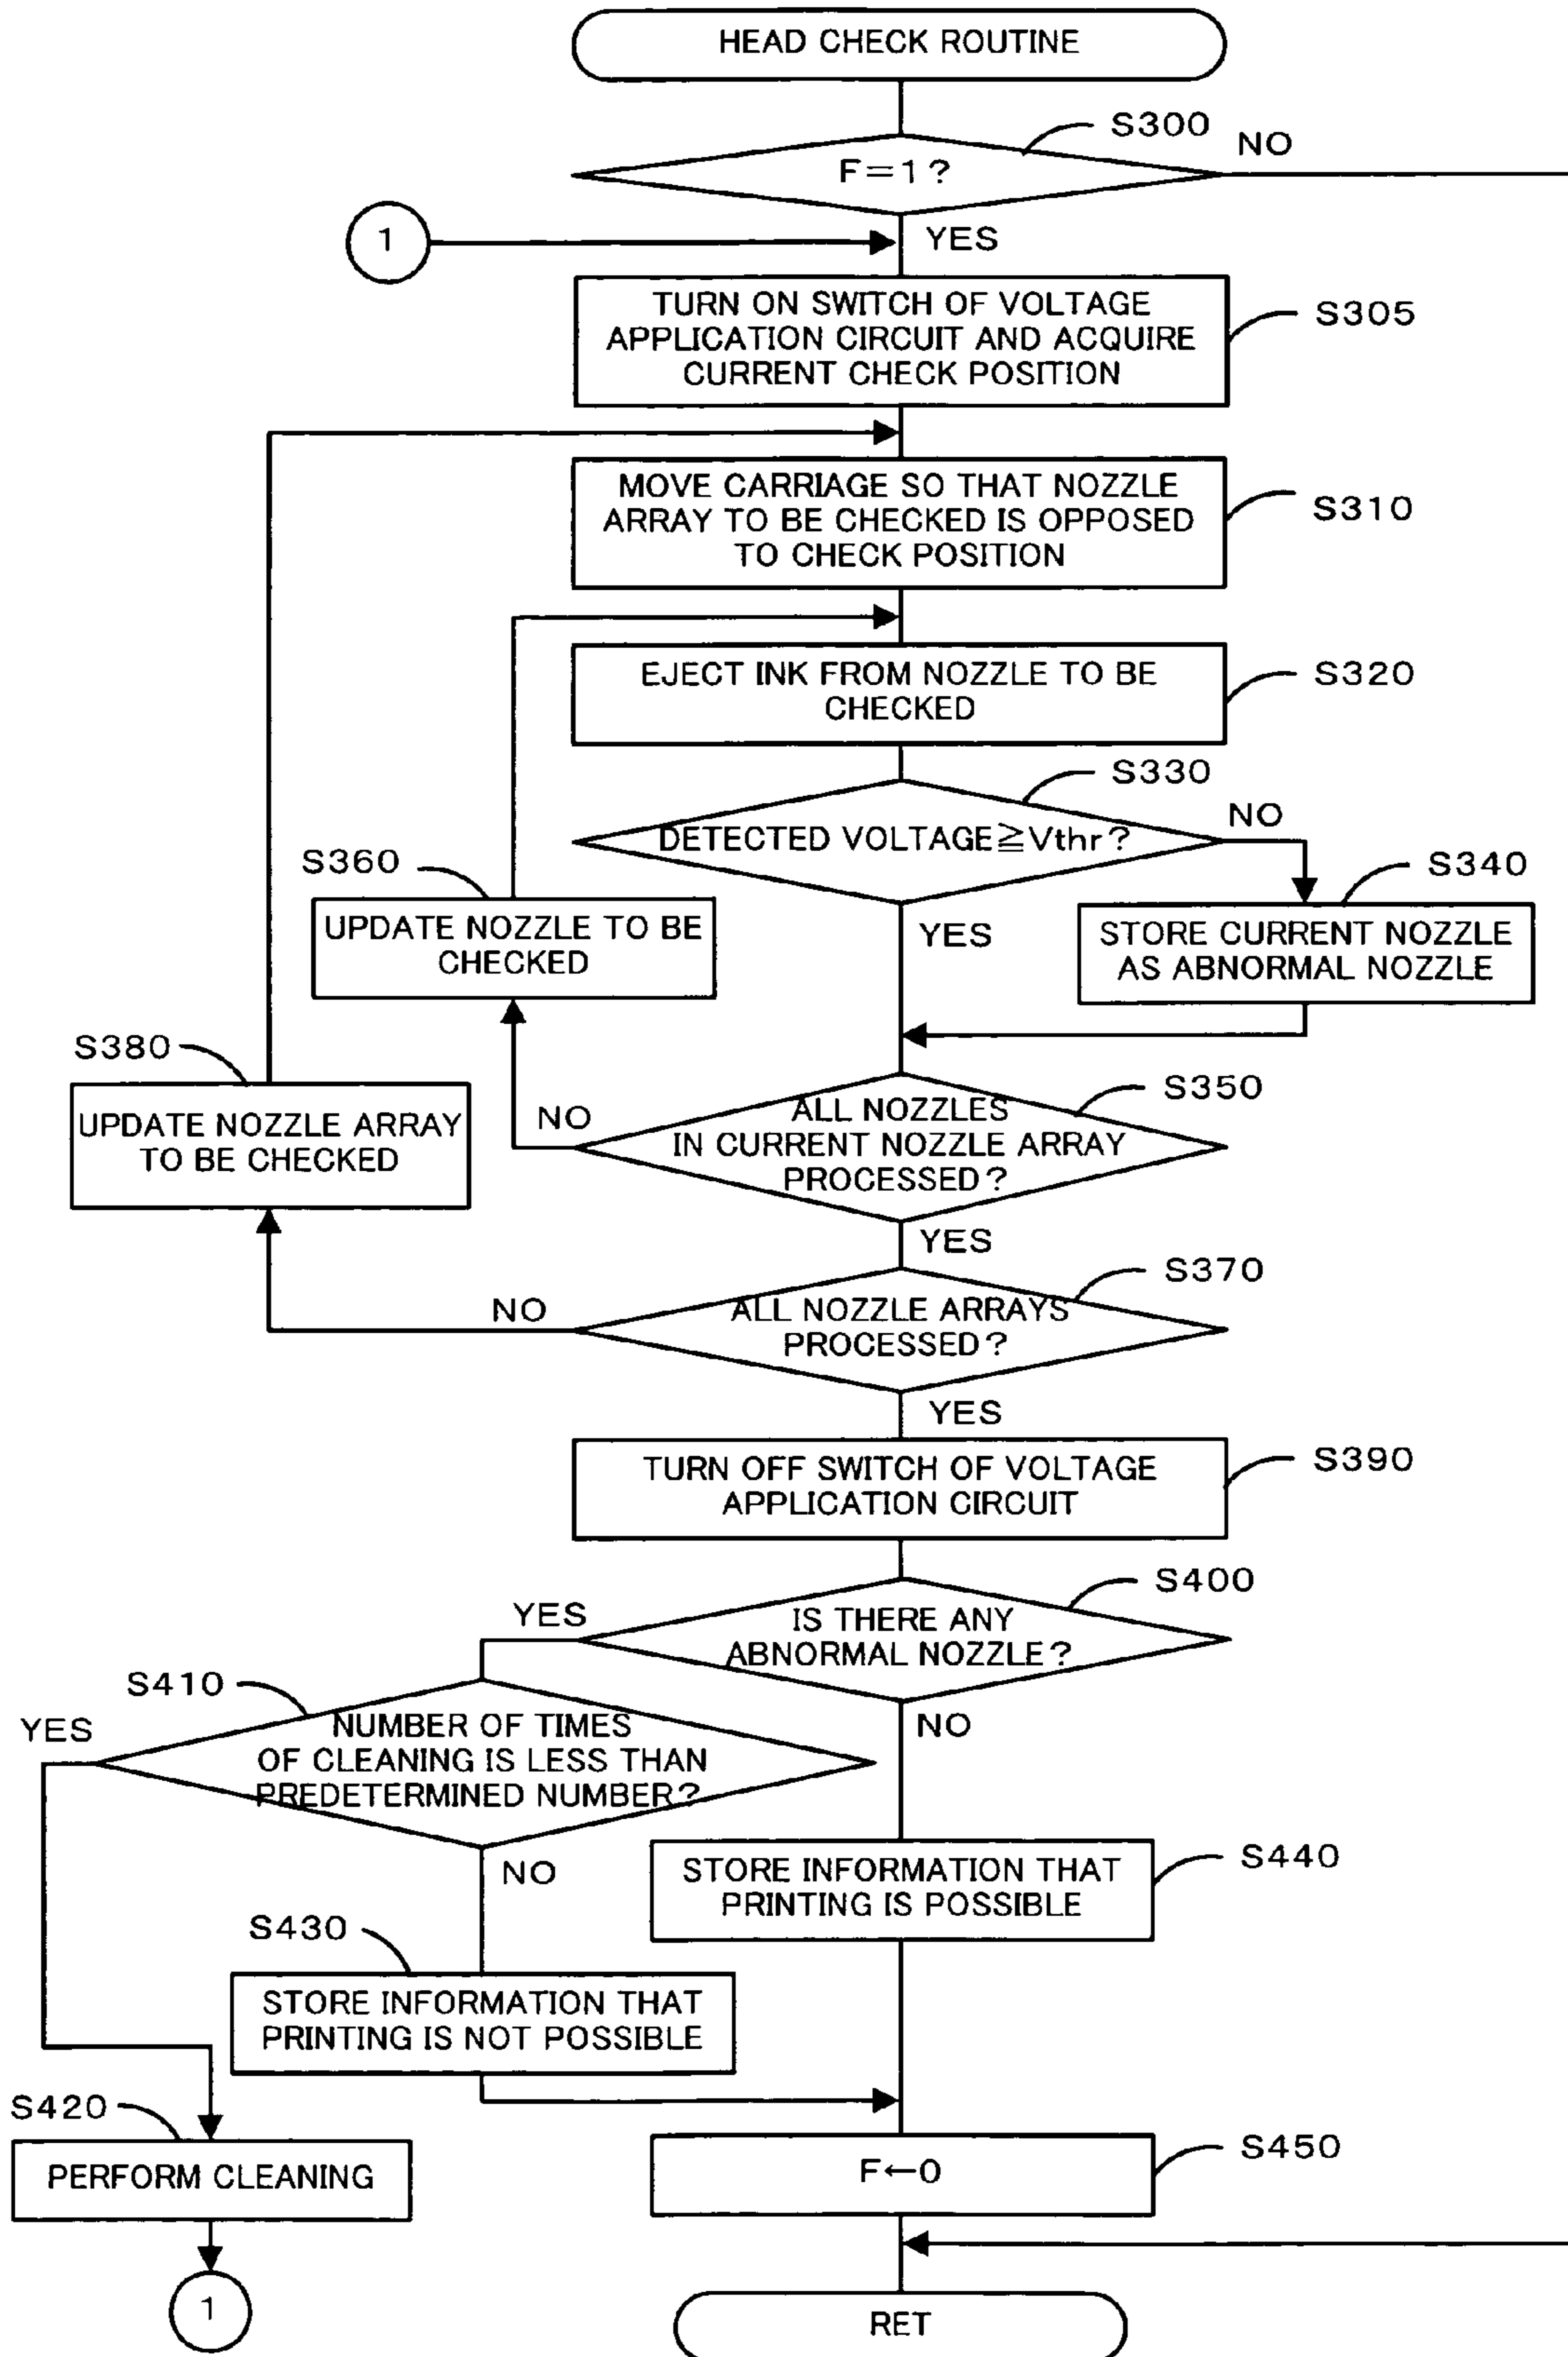 HEAD CHECK ROUTINE
S300
NO
F=1?
1
YES
TURN ON SWITCH OF VOLTAGE
APPLICATION CIRCUIT AND ACQUIRE
CURRENT CHECK POSITION
S305
MOVE CARRIAGE SO THAT NOZZLE
ARRAY TO BE CHECKED IS OPPOSED
TO CHECK POSITION
S310
EJECT INK FROM NOZZLE TO BE
CHECKED
S320
S330
DETECTED VOLTAGE≧Vthr?
NO
S340
STORE CURRENT NOZZLE
AS ABNORMAL NOZZLE
YES
S360
UPDATE NOZZLE TO BE
CHECKED
S380
UPDATE NOZZLE ARRAY
TO BE CHECKED
S350
NO
ALL NOZZLES
IN CURRENT NOZZLE ARRAY
PROCESSED?
YES
S370
NO
ALL NOZZLE ARRAYS
PROCESSED?
YES
TURN OFF SWITCH OF VOLTAGE
APPLICATION CIRCUIT
S390
S400
YES
IS THERE ANY
ABNORMAL NOZZLE?
NO
S410
YES
NUMBER OF TIMES
OF CLEANING IS LESS THAN
PREDETERMINED NUMBER?
NO
STORE INFORMATION THAT
PRINTING IS POSSIBLE
S440
S430
STORE INFORMATION THAT
PRINTING IS NOT POSSIBLE
S420
PERFORM CLEANING
1
F←0
S450
RET